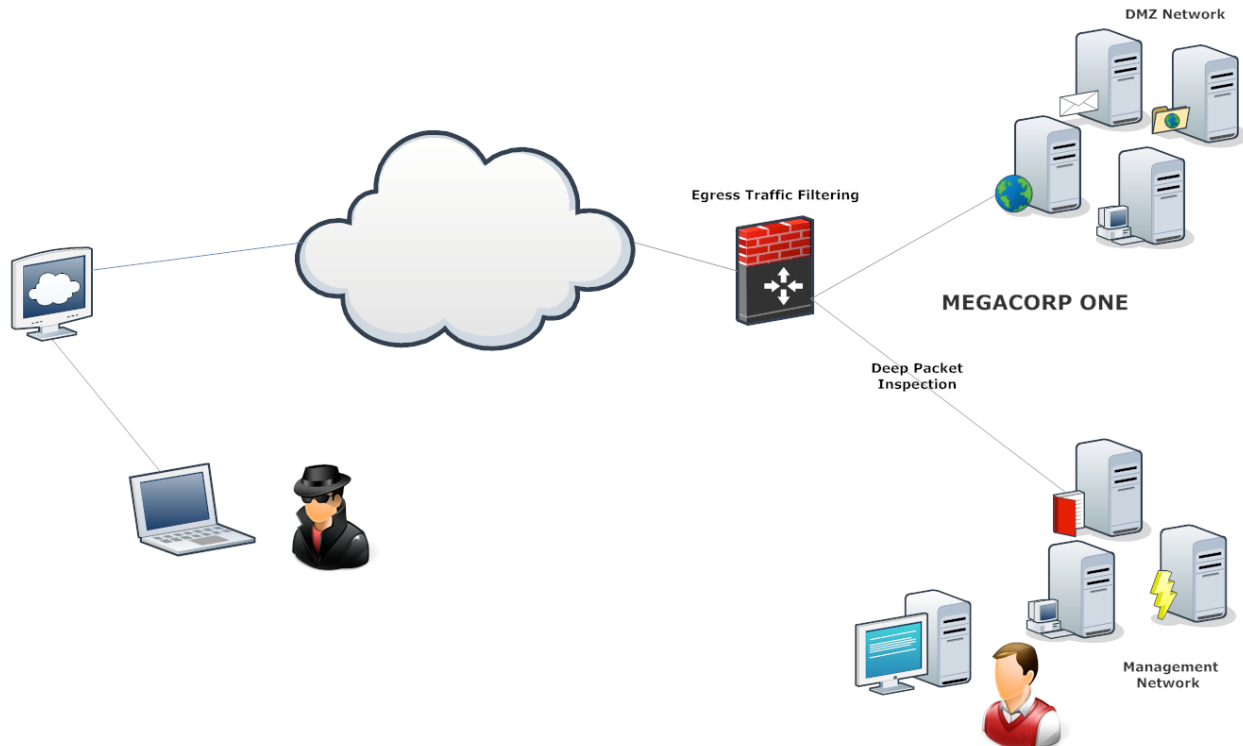 DMZ Network
Egress Traffic Filtering
MEGACORP ONE
Deep Packet
Inspection
Management
Network